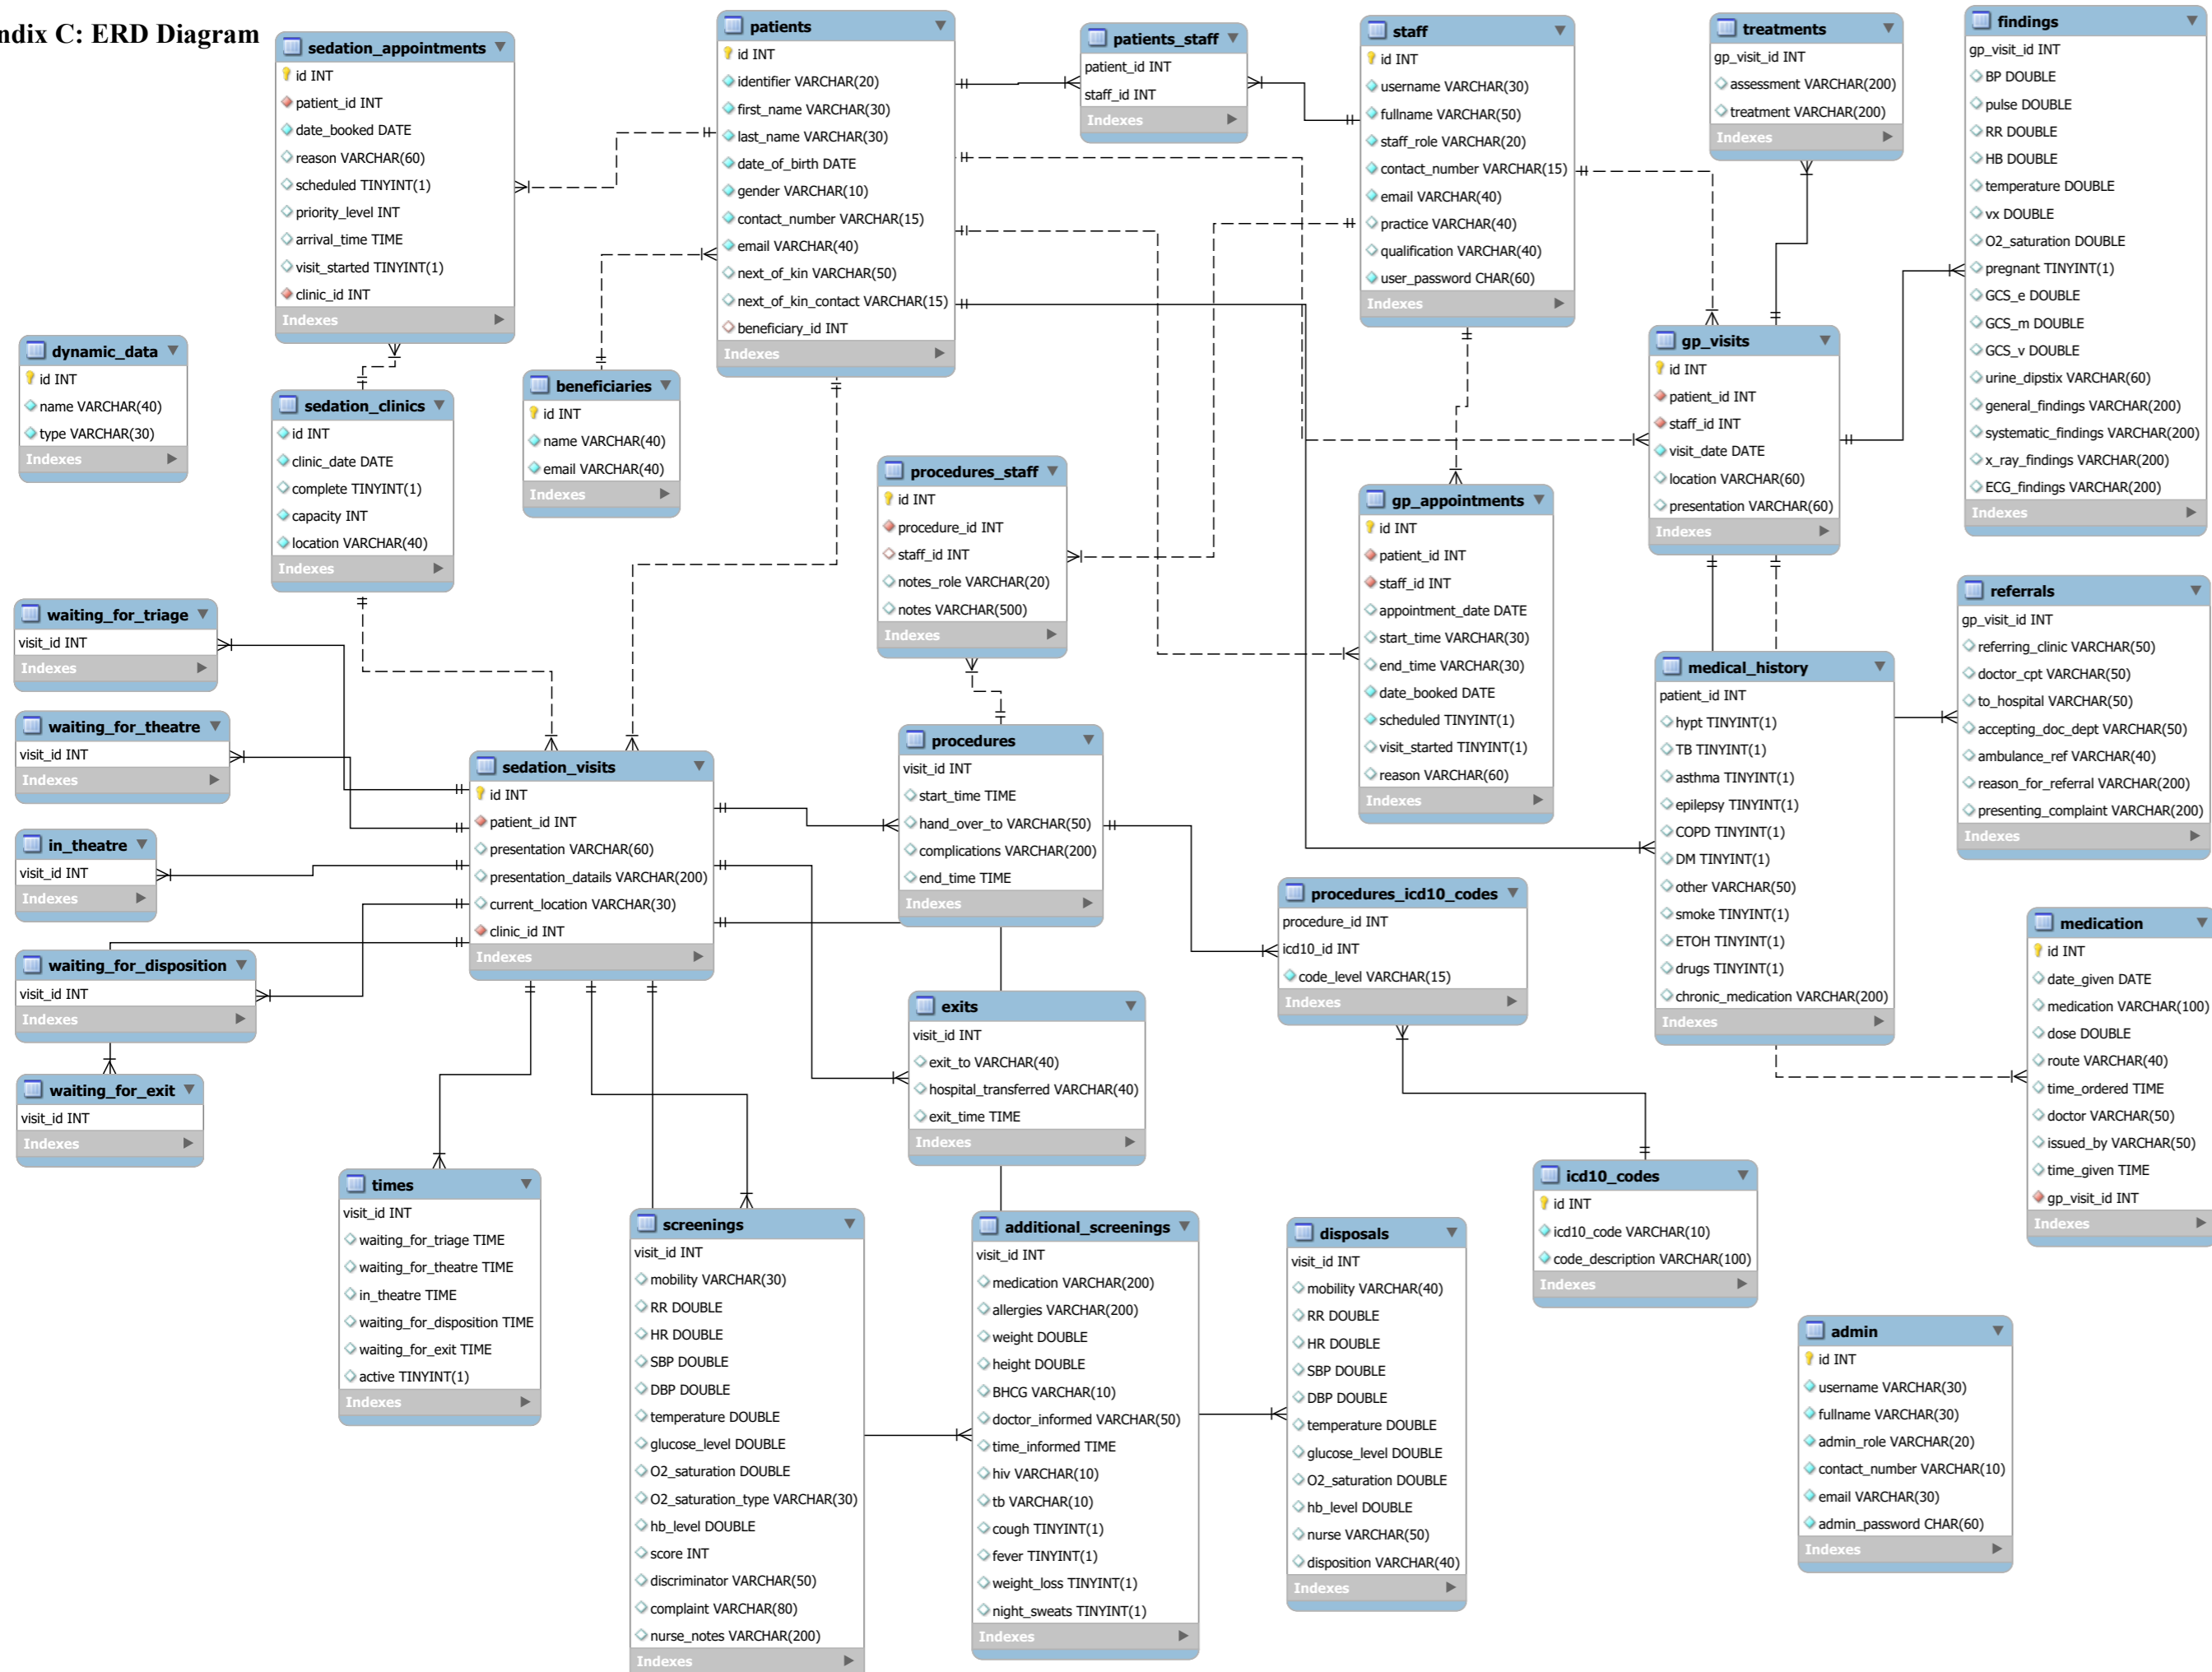 ndix C: ERD Diagram
sedation_appointments
id INT
patient_id INT
date_booked DATE
reason VARCHAR(60)
scheduled TINYINT(1)
priority_level INT
arrival_time TIME
visit_started TINYINT(1)
clinic_id INT
Indexes
patients
id INT
identifier VARCHAR(20)
first_name VARCHAR(30)
last_name VARCHAR(30)
date_of_birth DATE
gender VARCHAR(10)
contact_number VARCHAR(15)
email VARCHAR(40)
next_of_kin VARCHAR(50)
next_of_kin_contact VARCHAR(15)
beneficiary_id INT
Indexes
patients_staff
patient_id INT
staff_id INT
Indexes
staff
id INT
username VARCHAR(30)
fullname VARCHAR(50)
staff_role VARCHAR(20)
contact_number VARCHAR(15)
email VARCHAR(40)
practice VARCHAR(40)
qualification VARCHAR(40)
user_password CHAR(60)
Indexes
treatments
gp_visit_id INT
assessment VARCHAR(200)
treatment VARCHAR(200)
Indexes
findings
gp_visit_id INT
BP DOUBLE
pulse DOUBLE
RR DOUBLE
HB DOUBLE
temperature DOUBLE
vx DOUBLE
O2_saturation DOUBLE
pregnant TINYINT(1)
GCS_e DOUBLE
GCS_m DOUBLE
GCS_v DOUBLE
urine_dipstix VARCHAR(60)
general_findings VARCHAR(200)
systematic_findings VARCHAR(200)
x_ray_findings VARCHAR(200)
ECG_findings VARCHAR(200)
Indexes
dynamic_data
id INT
name VARCHAR(40)
type VARCHAR(30)
Indexes
sedation_clinics
id INT
clinic_date DATE
complete TINYINT(1)
capacity INT
location VARCHAR(40)
Indexes
beneficiaries
id INT
name VARCHAR(40)
email VARCHAR(40)
Indexes
gp_visits
id INT
patient_id INT
staff_id INT
visit_date DATE
location VARCHAR(60)
presentation VARCHAR(60)
Indexes
procedures_staff
id INT
procedure_id INT
staff_id INT
notes_role VARCHAR(20)
notes VARCHAR(500)
Indexes
gp_appointments
id INT
patient_id INT
staff_id INT
appointment_date DATE
start_time VARCHAR(30)
end_time VARCHAR(30)
date_booked DATE
scheduled TINYINT(1)
visit_started TINYINT(1)
reason VARCHAR(60)
Indexes
referrals
gp_visit_id INT
referring_clinic VARCHAR(50)
doctor_cpt VARCHAR(50)
to_hospital VARCHAR(50)
accepting_doc_dept VARCHAR(50)
ambulance_ref VARCHAR(40)
reason_for_referral VARCHAR(200)
presenting_complaint VARCHAR(200)
Indexes
waiting_for_triage
visit_id INT
Indexes
waiting_for_theatre
visit_id INT
Indexes
in_theatre
visit_id INT
Indexes
waiting_for_disposition
visit_id INT
Indexes
waiting_for_exit
visit_id INT
Indexes
sedation_visits
id INT
patient_id INT
presentation VARCHAR(60)
presentation_datails VARCHAR(200)
current_location VARCHAR(30)
clinic_id INT
Indexes
procedures
visit_id INT
start_time TIME
hand_over_to VARCHAR(50)
complications VARCHAR(200)
end_time TIME
Indexes
medical_history
patient_id INT
hypt TINYINT(1)
TB TINYINT(1)
asthma TINYINT(1)
epilepsy TINYINT(1)
COPD TINYINT(1)
DM TINYINT(1)
other VARCHAR(50)
smoke TINYINT(1)
ETOH TINYINT(1)
drugs TINYINT(1)
chronic_medication VARCHAR(200)
Indexes
procedures_icd10_codes
procedure_id INT
icd10_id INT
code_level VARCHAR(15)
Indexes
medication
id INT
date_given DATE
medication VARCHAR(100)
dose DOUBLE
route VARCHAR(40)
time_ordered TIME
doctor VARCHAR(50)
issued_by VARCHAR(50)
time_given TIME
gp_visit_id INT
Indexes
exits
visit_id INT
exit_to VARCHAR(40)
hospital_transferred VARCHAR(40)
exit_time TIME
Indexes
times
visit_id INT
waiting_for_triage TIME
waiting_for_theatre TIME
in_theatre TIME
waiting_for_disposition TIME
waiting_for_exit TIME
active TINYINT(1)
Indexes
screenings
visit_id INT
mobility VARCHAR(30)
RR DOUBLE
HR DOUBLE
SBP DOUBLE
DBP DOUBLE
temperature DOUBLE
glucose_level DOUBLE
O2_saturation DOUBLE
O2_saturation_type VARCHAR(30)
hb_level DOUBLE
score INT
discriminator VARCHAR(50)
complaint VARCHAR(80)
nurse_notes VARCHAR(200)
Indexes
additional_screenings
visit_id INT
medication VARCHAR(200)
allergies VARCHAR(200)
weight DOUBLE
height DOUBLE
BHCG VARCHAR(10)
doctor_informed VARCHAR(50)
time_informed TIME
hiv VARCHAR(10)
tb VARCHAR(10)
cough TINYINT(1)
fever TINYINT(1)
weight_loss TINYINT(1)
night_sweats TINYINT(1)
Indexes
disposals
visit_id INT
mobility VARCHAR(40)
RR DOUBLE
HR DOUBLE
SBP DOUBLE
DBP DOUBLE
temperature DOUBLE
glucose_level DOUBLE
O2_saturation DOUBLE
hb_level DOUBLE
nurse VARCHAR(50)
disposition VARCHAR(40)
Indexes
icd10_codes
id INT
icd10_code VARCHAR(10)
code_description VARCHAR(100)
Indexes
admin
id INT
username VARCHAR(30)
fullname VARCHAR(30)
admin_role VARCHAR(20)
contact_number VARCHAR(10)
email VARCHAR(30)
admin_password CHAR(60)
Indexes